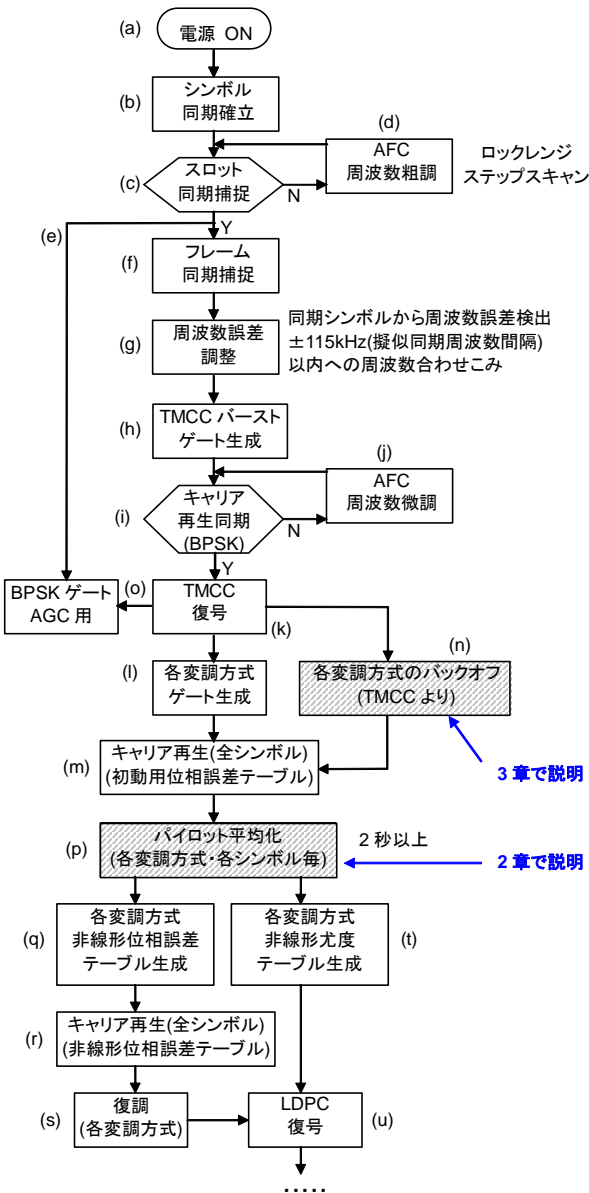 (a)
電源 ON
(b)
シンボル
同期確立
(d)
AFC
周波数粗調
ロックレンジ
ステップスキャン
(c)
スロット
同期捕捉
N
Y
(e)
(f)
フレーム
同期捕捉
(g)
周波数誤差
調整
同期シンボルから周波数誤差検出
±115kHz(擬似同期周波数間隔)
以内への周波数合わせこみ
(h)
TMCC バースト
ゲート生成
(j)
AFC
周波数微調
(i)
キャリア
再生同期
(BPSK)
N
Y
BPSK ゲート
AGC 用
(o)
TMCC
復号
(k)
(n)
(l)
各変調方式
ゲート生成
各変調方式のバックオフ
(TMCC より)
(m)
キャリア再生(全シンボル)
(初動用位相誤差テーブル)
3 章で説明
(p)
パイロット平均化
(各変調方式・各シンボル毎)
2 秒以上
2 章で説明
(q)
各変調方式
非線形位相誤差
テーブル生成
各変調方式
非線形尤度
テーブル生成
(t)
(r)
キャリア再生(全シンボル)
(非線形位相誤差テーブル)
(s)
復調
(各変調方式)
LDPC
復号
(u)
.....